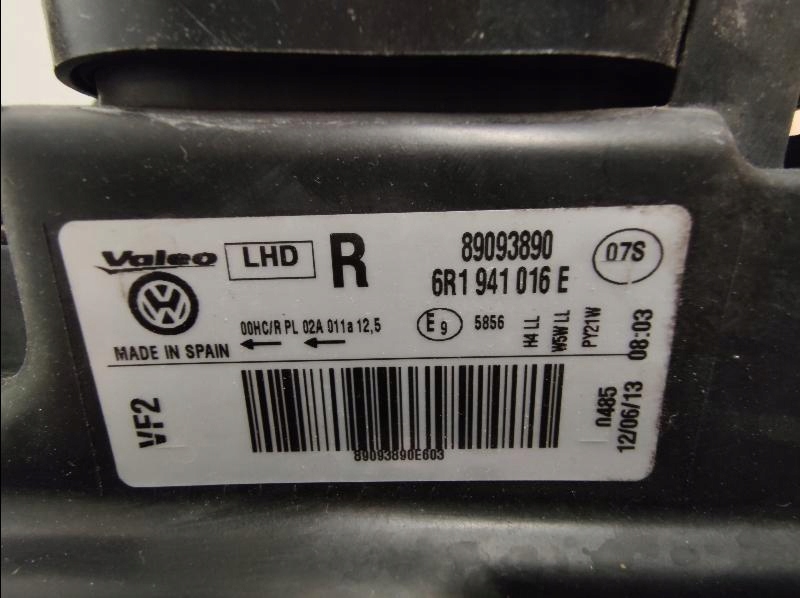 Valeo LHD R 89093890 07S
6R1 941 016 E
00HC/R PL 02A 011a 12,5 E9 5856
MADE IN SPAIN
H4 LL
W5W LL
PY21W
08:03
VF2
0485
12/06/13
89093890E603